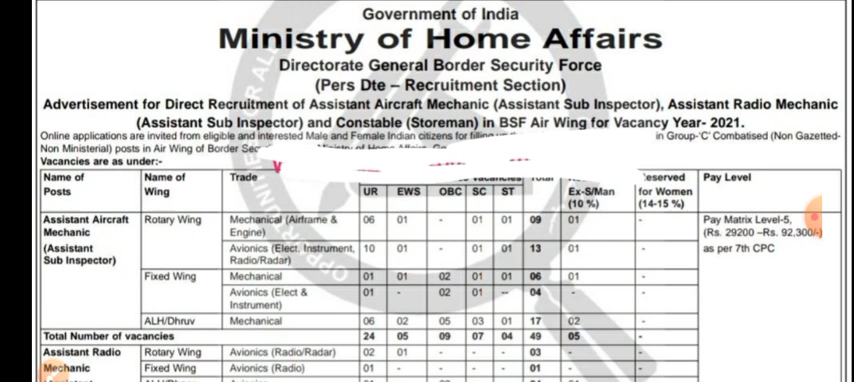 Government of India
Ministry of Home Affairs
Directorate General Border Security Force
(Pers Dte – Recruitment Section)
Advertisement for Direct Recruitment of Assistant Aircraft Mechanic (Assistant Sub Inspector), Assistant Radio Mechanic
(Assistant Sub Inspector) and Constable (Storeman) in BSF Air Wing for Vacancy Year- 2021.
Online applications are invited from eligible and interested Male and Female Indian citizens for filling in Group-'C' Combatised (Non Gazetted-
Non Ministerial) posts in Air Wing of Border
Vacancies are as under:-
Name of Posts Name of Wing Trade UR EWS OBC SC ST Total Ex-S/Man (10 %) Reserved for Women (14-15 %) Pay Level
Assistant Aircraft Mechanic (Assistant Sub Inspector) Rotary Wing Mechanical (Airframe & Engine) 06 01 - 01 01 09 01 - Pay Matrix Level-5, (Rs. 29200 –Rs. 92,300/-) as per 7th CPC
Avionics (Elect. Instrument, Radio/Radar) 10 01 - 01 01 13 01 -
Fixed Wing Mechanical 01 01 02 01 01 06 01 -
Avionics (Elect & Instrument) 01 - 02 01 -- 04 - -
ALH/Dhruv Mechanical 06 02 05 03 01 17 02 -
Total Number of vacancies 24 05 09 07 04 49 05 -
Assistant Radio Mechanic Rotary Wing Avionics (Radio/Radar) 02 01 - - - 03 - -
Fixed Wing Avionics (Radio) 01 - - - - 01 - -